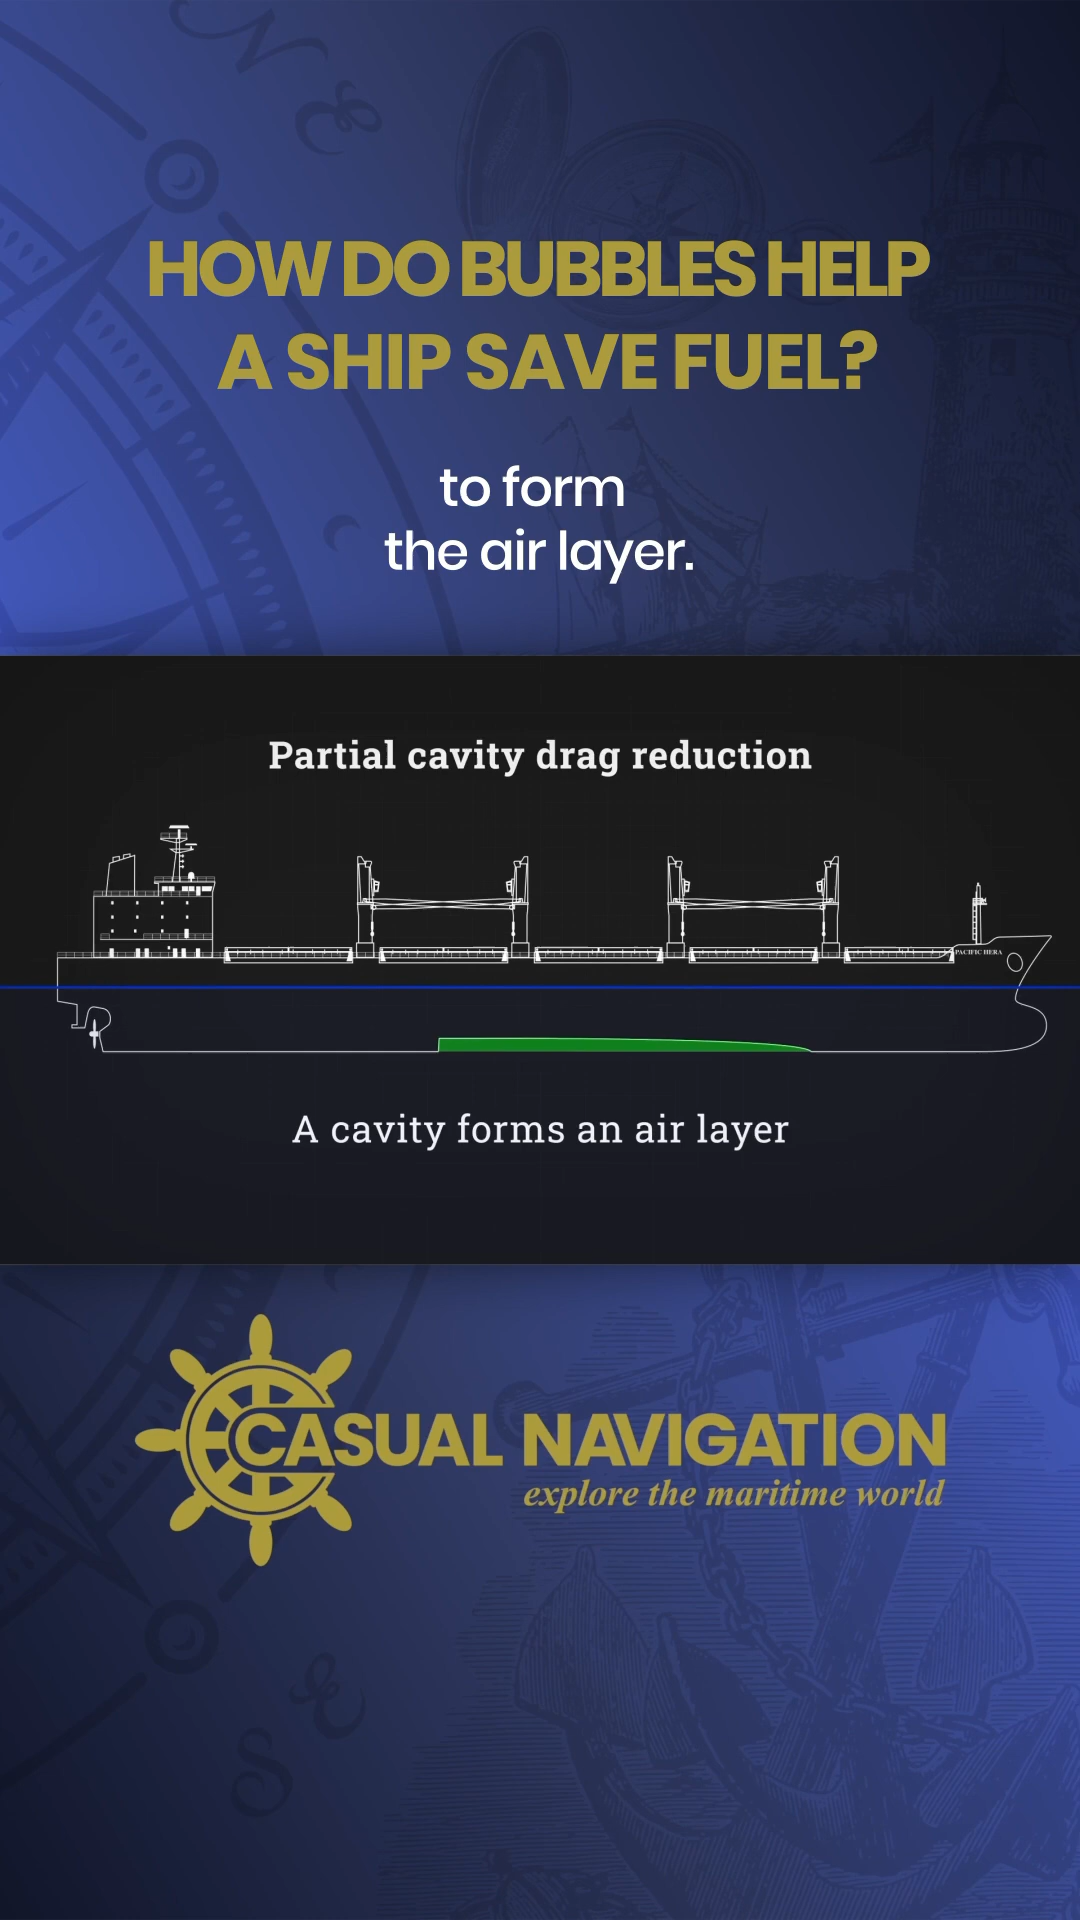 N E
HOW DO BUBBLES HELP
A SHIP SAVE FUEL?
to form
the air layer.
Partial cavity drag reduction
PACIFIC HERA
A cavity forms an air layer
CASUAL NAVIGATION
explore the maritime world
S E